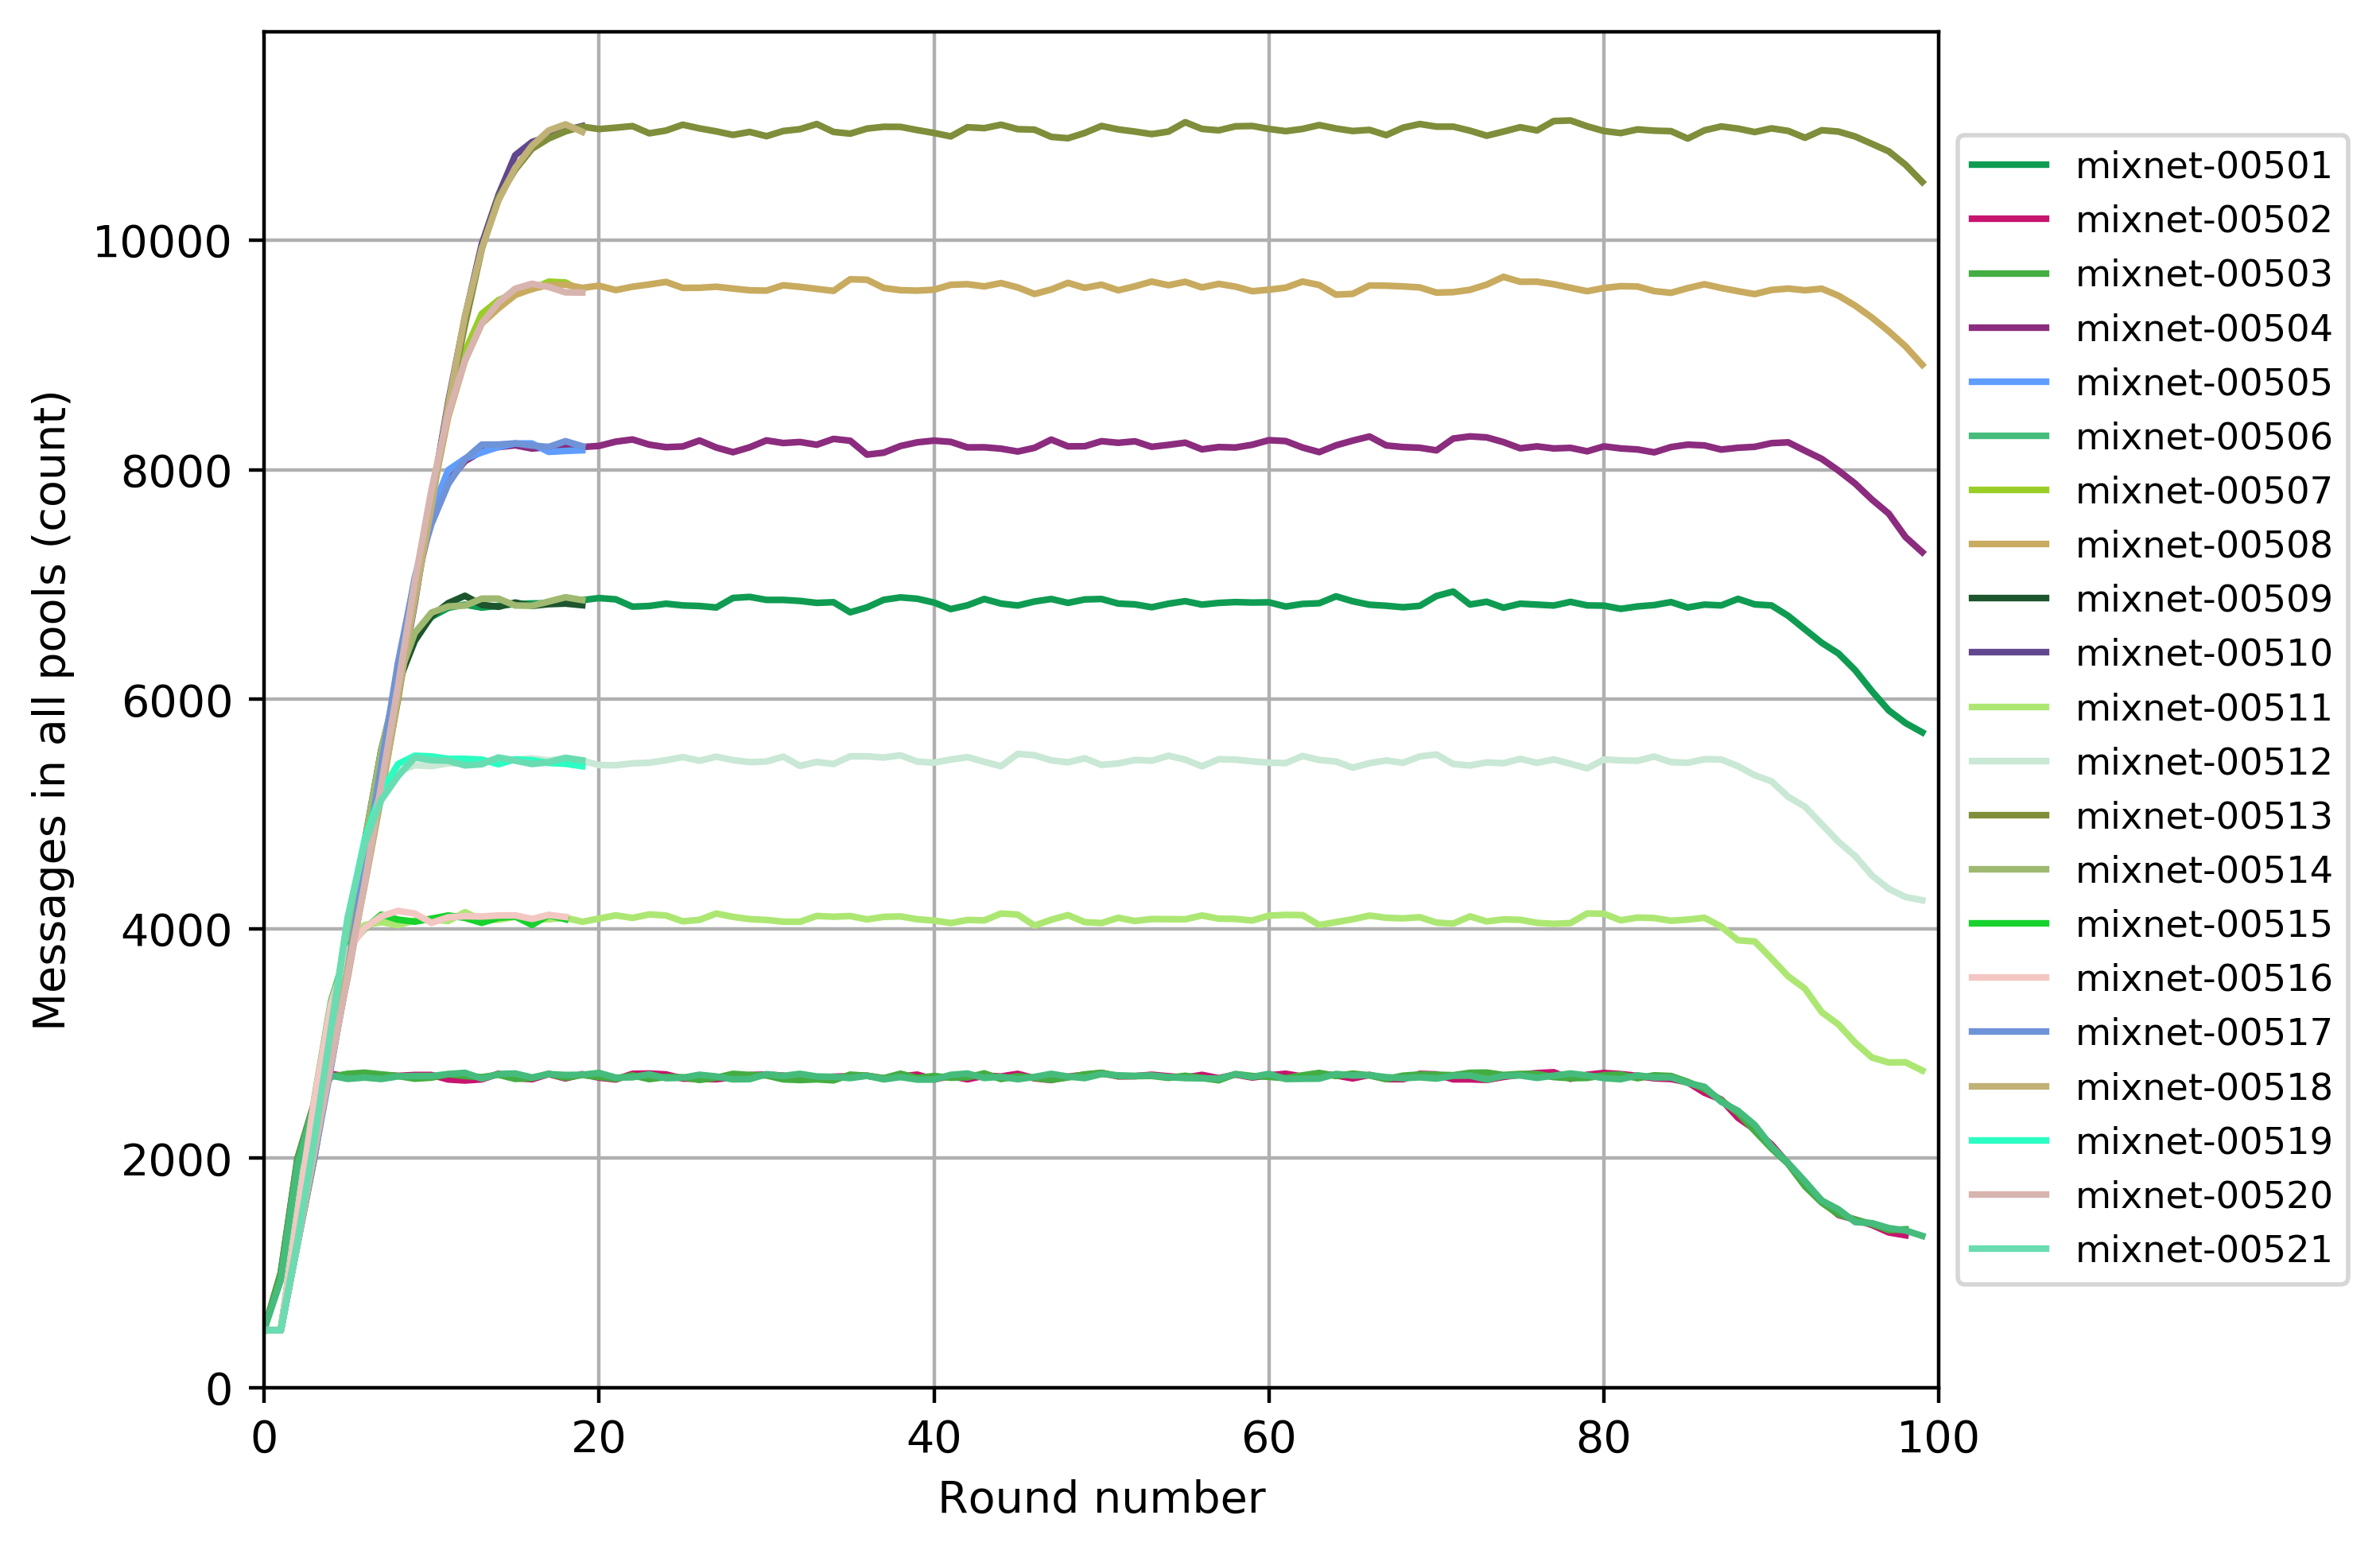 Messages in all pools (count)
10000
8000
6000
4000
2000
0
0 20 40 60 80 100
Round number
mixnet-00501
mixnet-00502
mixnet-00503
mixnet-00504
mixnet-00505
mixnet-00506
mixnet-00507
mixnet-00508
mixnet-00509
mixnet-00510
mixnet-00511
mixnet-00512
mixnet-00513
mixnet-00514
mixnet-00515
mixnet-00516
mixnet-00517
mixnet-00518
mixnet-00519
mixnet-00520
mixnet-00521